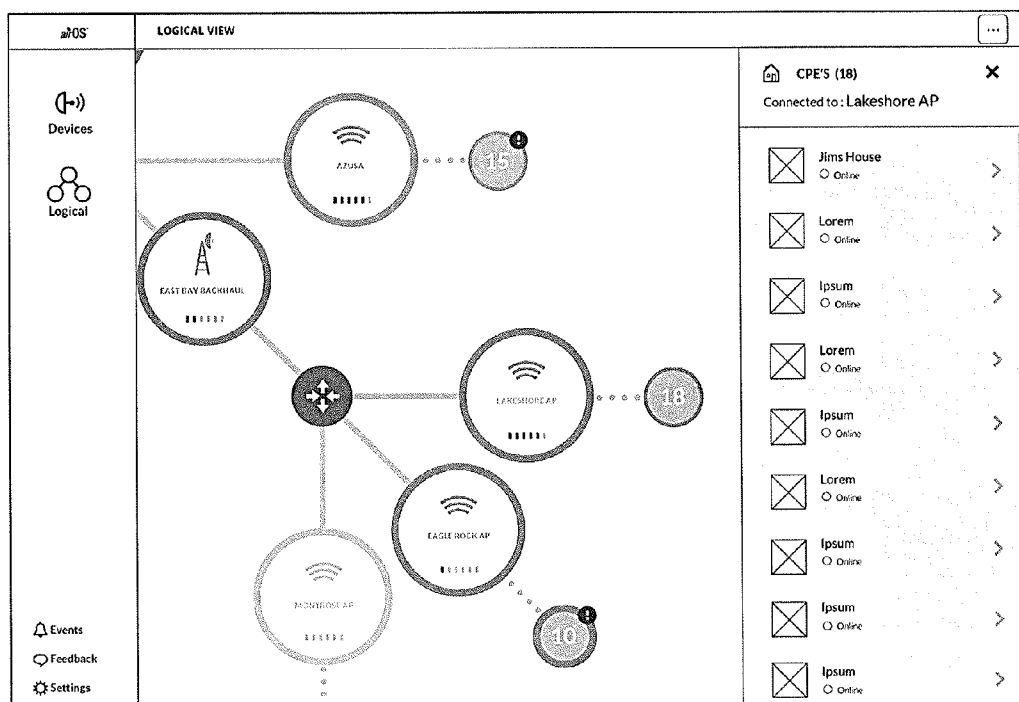 airOS
LOGICAL VIEW
...
Devices
Logical
Events
Feedback
Settings
AZUSA
15
EAST BAY BACKHAUL
LAKESHORE AP
18
EAGLE ROCK AP
MONTROSE AP
10
CPE'S (18)
Connected to : Lakeshore AP
Jims House
Online
Lorem
Online
Ipsum
Online
Lorem
Online
Ipsum
Online
Lorem
Online
Ipsum
Online
Ipsum
Online
Ipsum
Online